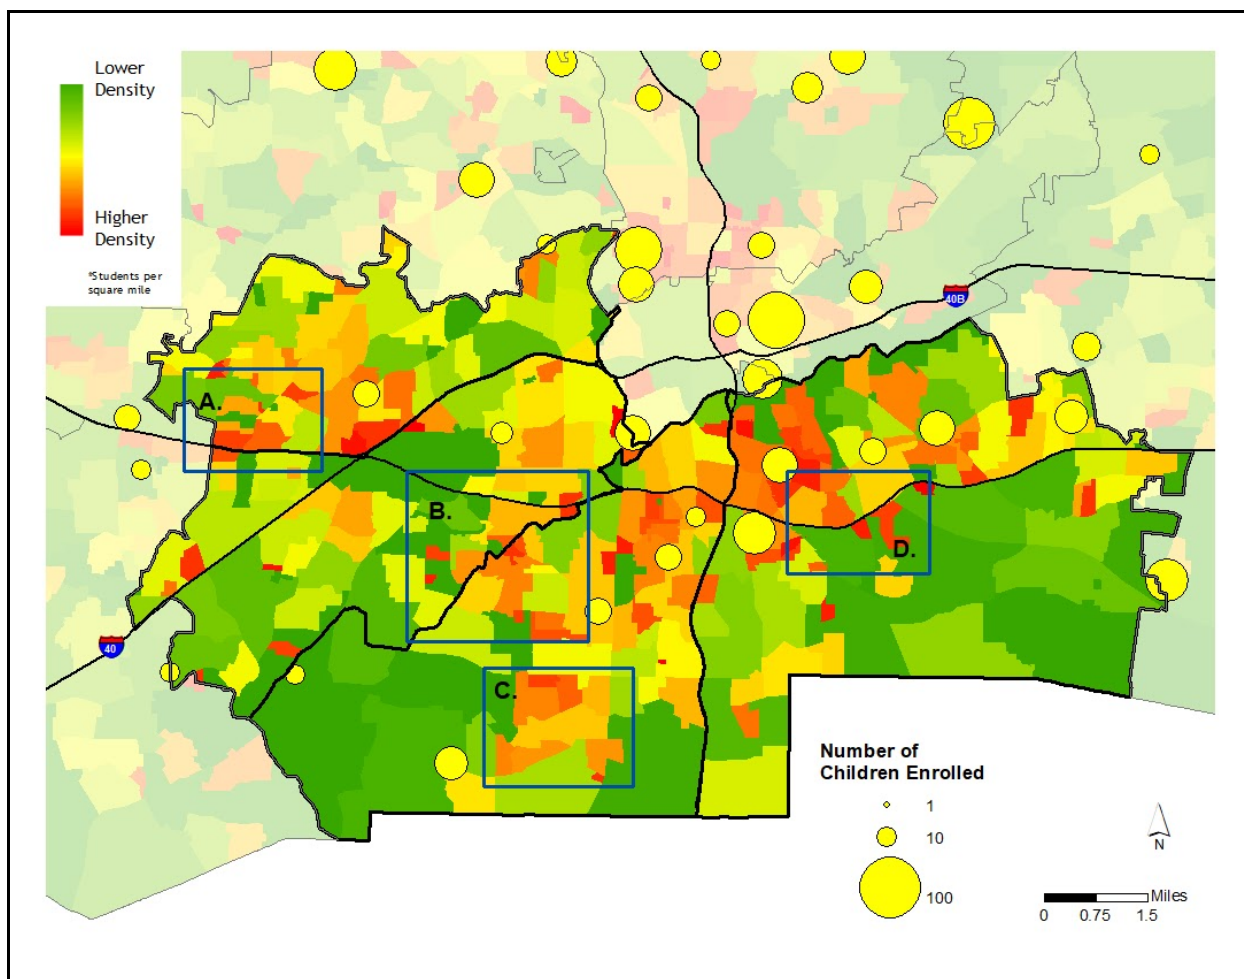 Lower
Density
Higher
Density
*Students per
square mile
40B
A.
B.
D.
40
C.
Number of
Children Enrolled
1
10
100
N
Miles
0 0.75 1.5